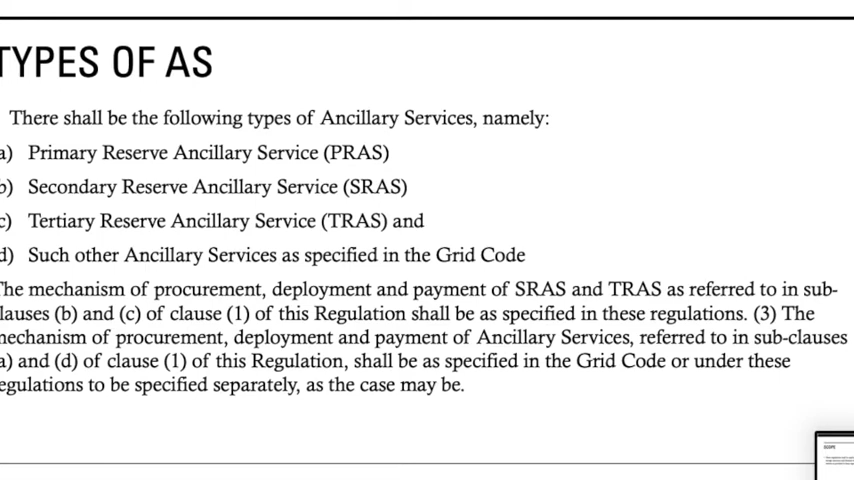 TYPES OF AS
There shall be the following types of Ancillary Services, namely:
a) Primary Reserve Ancillary Service (PRAS)
b) Secondary Reserve Ancillary Service (SRAS)
c) Tertiary Reserve Ancillary Service (TRAS) and
d) Such other Ancillary Services as specified in the Grid Code
The mechanism of procurement, deployment and payment of SRAS and TRAS as referred to in sub-
clauses (b) and (c) of clause (1) of this Regulation shall be as specified in these regulations. (3) The
mechanism of procurement, deployment and payment of Ancillary Services, referred to in sub-clauses
(a) and (d) of clause (1) of this Regulation, shall be as specified in the Grid Code or under these
regulations to be specified separately, as the case may be.
SCOPE